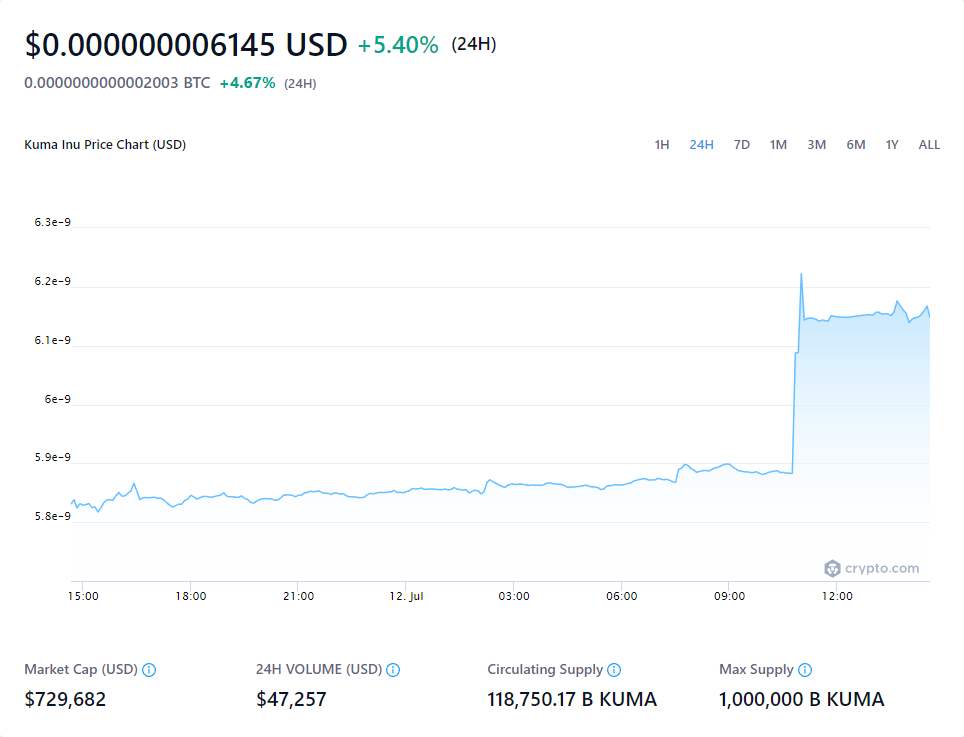 $0.000000006145 USD +5.40% (24H)
0.0000000000002003 BTC +4.67% (24H)
Kuma Inu Price Chart (USD) 1H 24H 7D 1M 3M 6M 1Y ALL
6.3e-9
6.2e-9
6.1e-9
6e-9
5.9e-9
5.8e-9
crypto.com
15:00 18:00 21:00 12. Jul 03:00 06:00 09:00 12:00
Market Cap (USD) 24H VOLUME (USD) Circulating Supply Max Supply
$729,682 $47,257 118,750.17 B KUMA 1,000,000 B KUMA